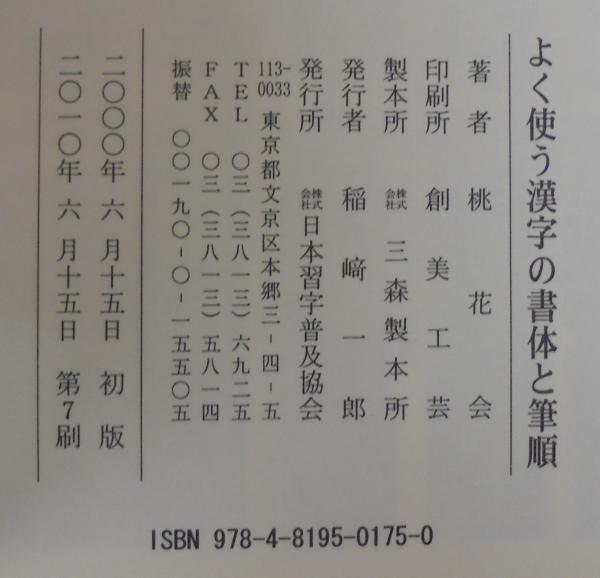 よく使う漢字の書体と筆順
著者 桃花会
印刷所 創美工芸
製本所 株式会社 三森製本所
発行者 稲﨑一郎
発行所 株式会社 日本習字普及協会
113-0033 東京都文京区本郷三-四-五
TEL 〇三(三八一三)六九二五
FAX 〇三(三八一三)五八一四
振替 〇〇一九〇-〇-一五五〇五
二〇〇〇年 六月十五日 初版
二〇一〇年 六月十五日 第7刷
ISBN 978-4-8195-0175-0